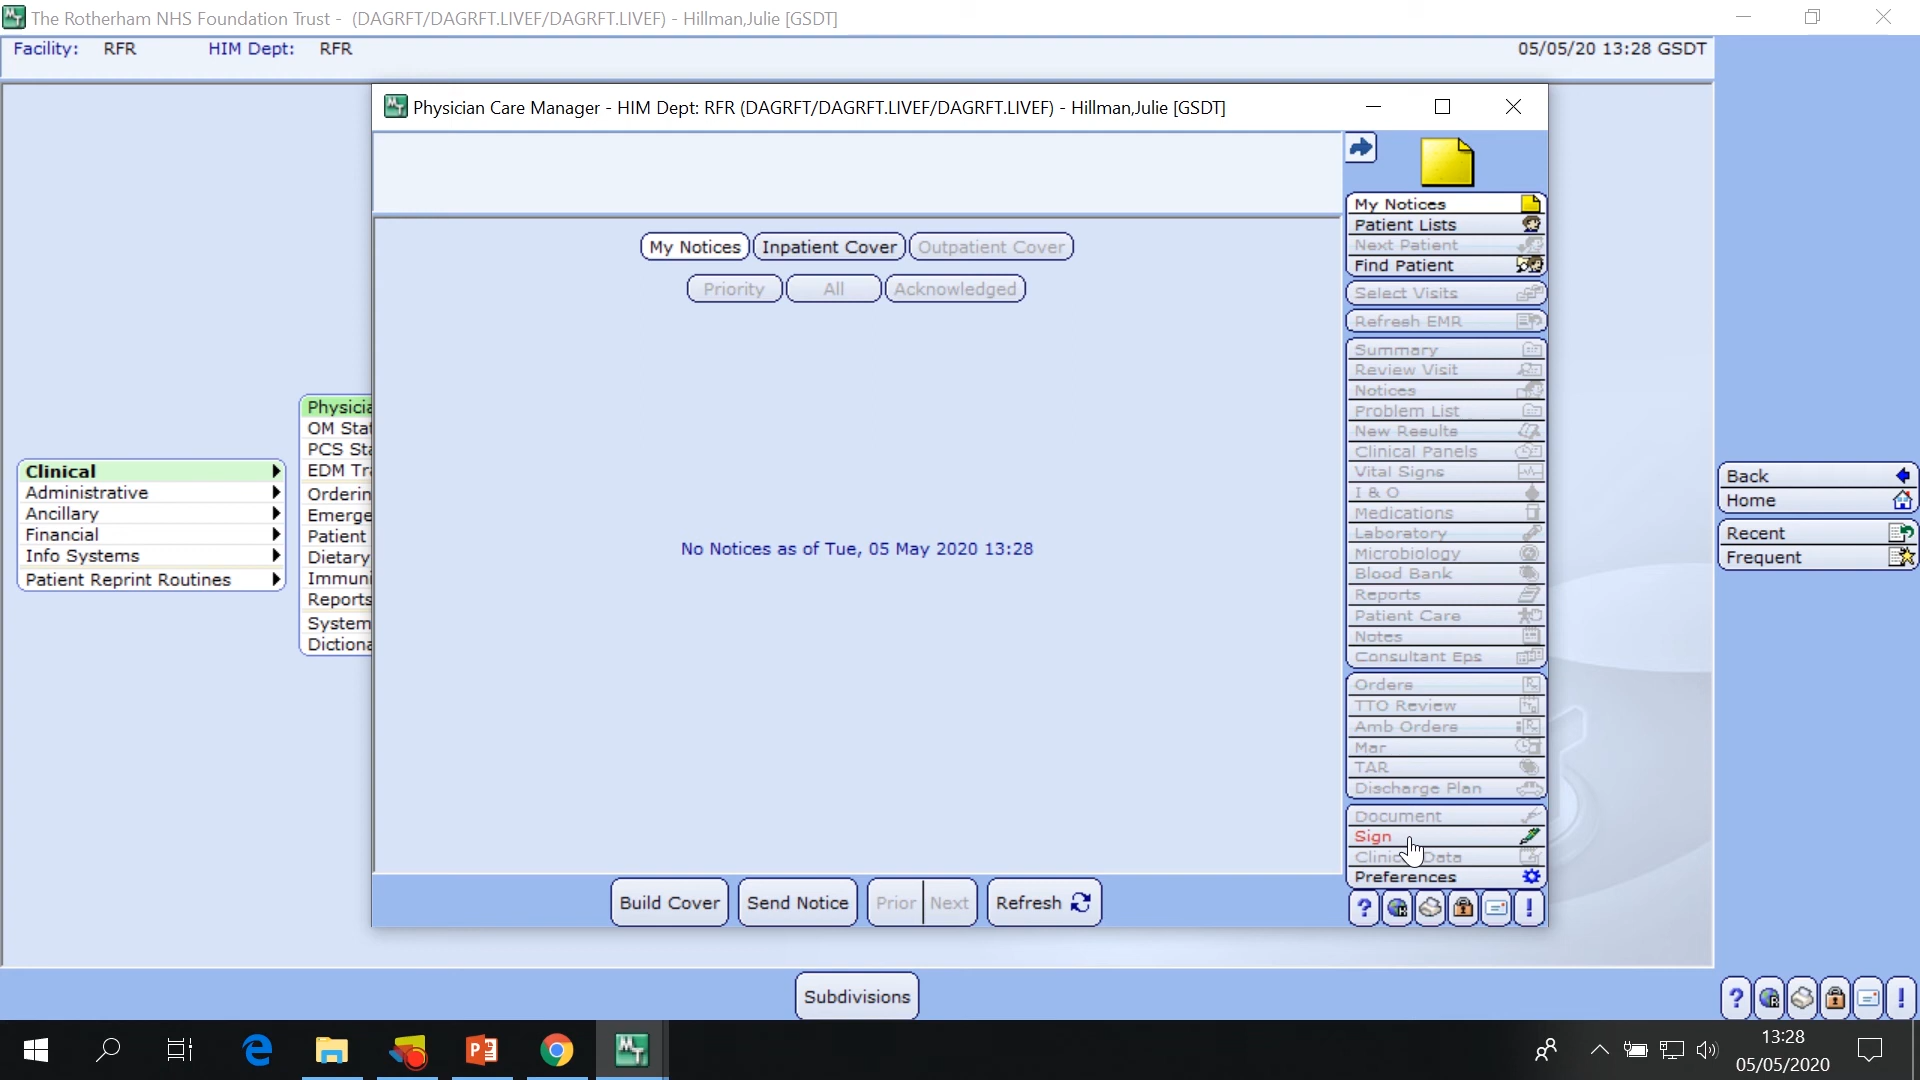 The Rotherham NHS Foundation Trust - (DAGRFT/DAGRFT.LIVEF/DAGRFT.LIVEF) - Hillman,Julie [GSDT]
Facility: RFR HIM Dept: RFR 05/05/20 13:28 GSDT
Physician Care Manager - HIM Dept: RFR (DAGRFT/DAGRFT.LIVEF/DAGRFT.LIVEF) - Hillman,Julie [GSDT]
My Notices Inpatient Cover Outpatient Cover
Priority All Acknowledged
No Notices as of Tue, 05 May 2020 13:28
Build Cover Send Notice Prior Next Refresh
My Notices
Patient Lists
Next Patient
Find Patient
Select Visits
Refresh EMR
Summary
Review Visit
Notices
Problem List
New Results
Clinical Panels
Vital Signs
I & O
Medications
Laboratory
Microbiology
Blood Bank
Reports
Patient Care
Notes
Consultant Eps
Orders
TTO Review
Amb Orders
Mar
TAR
Discharge Plan
Document
Sign
Clinic Data
Preferences
Clinical
Administrative
Ancillary
Financial
Info Systems
Patient Reprint Routines
Physicia
OM Stat
PCS Sta
EDM Tra
Orderin
Emerge
Patient
Dietary
Immuni
Reports
System
Dictiona
Back
Home
Recent
Frequent
Subdivisions
13:28
05/05/2020